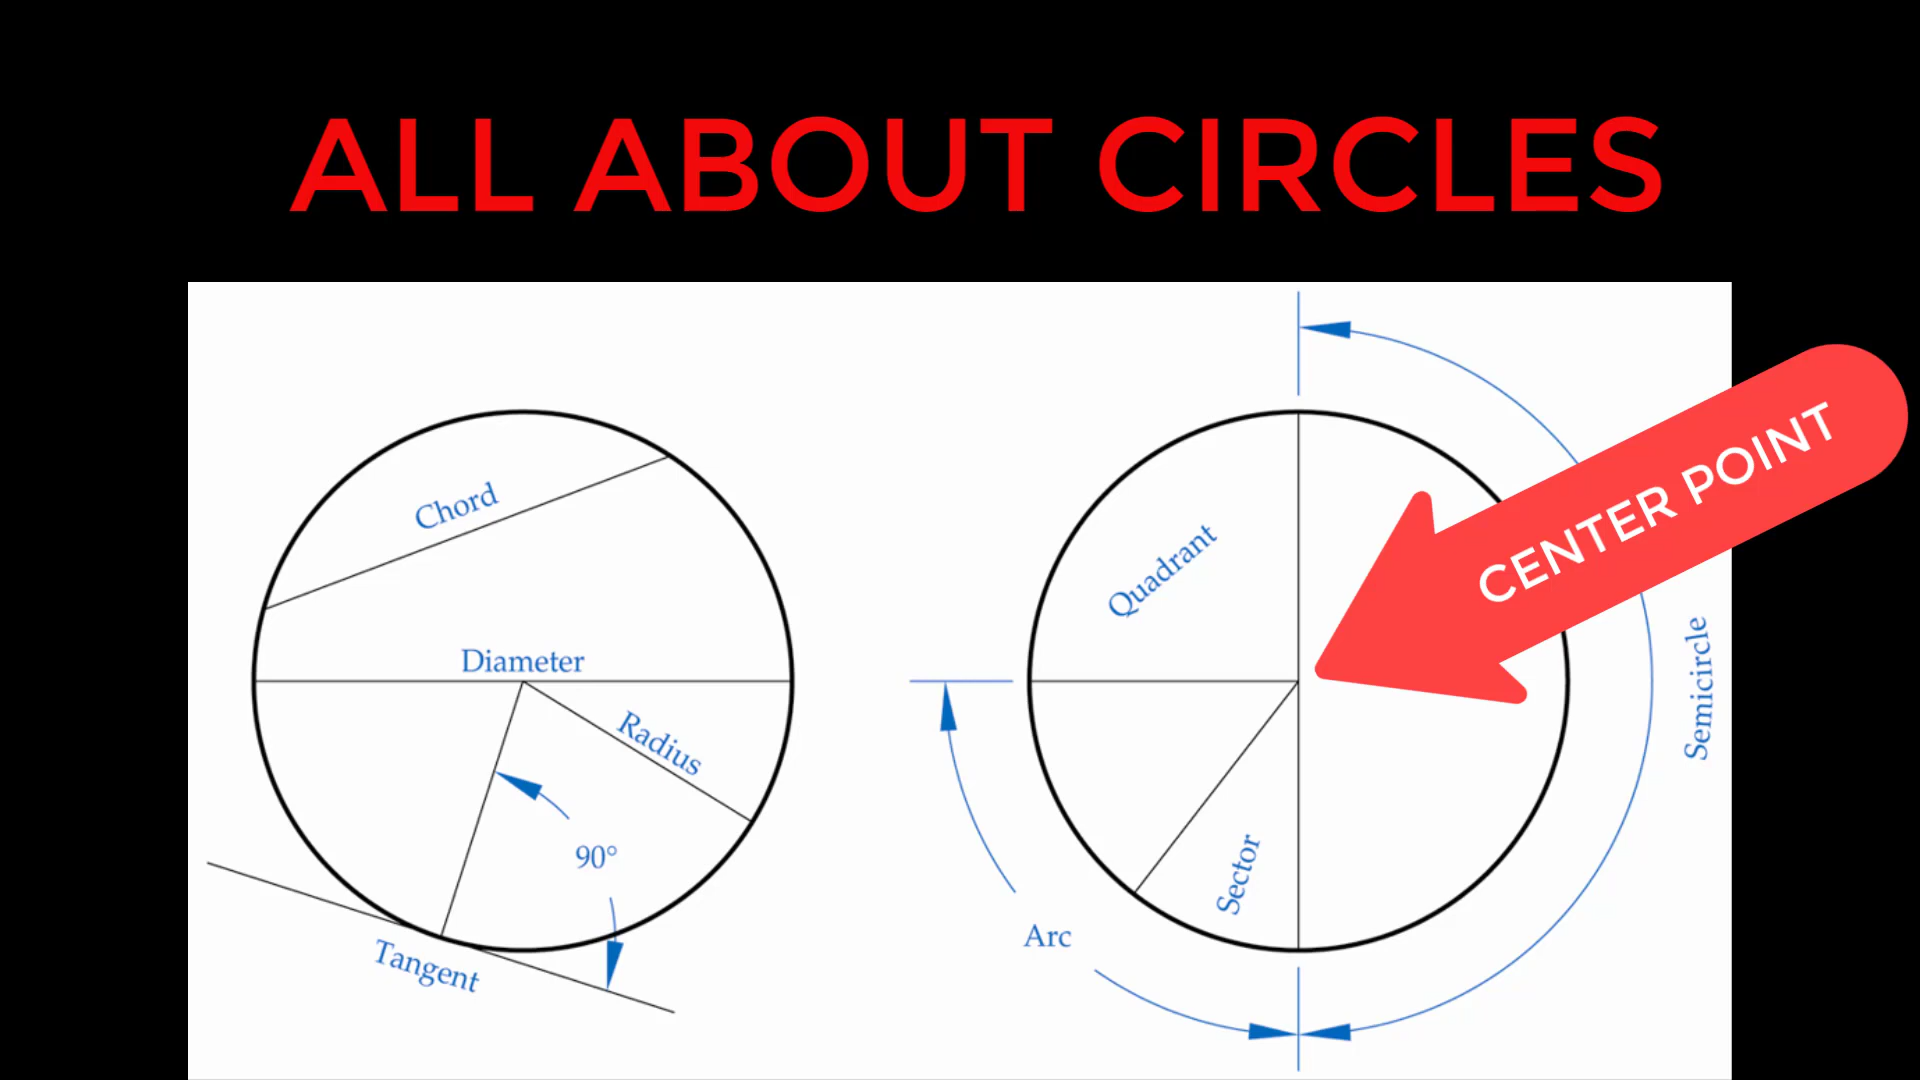 ALL ABOUT CIRCLES
Chord
Diameter
Radius
90°
Tangent
Quadrant
Sector
Arc
Semicircle
CENTER POINT